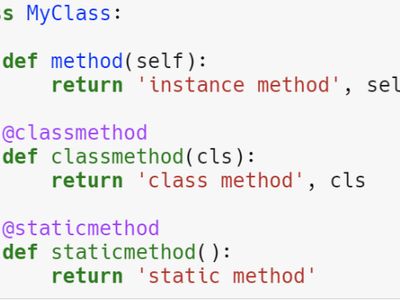 s MyClass:
def method(self):
return 'instance method', sel
@classmethod
def classmethod(cls):
return 'class method', cls
@staticmethod
def staticmethod():
return 'static method'